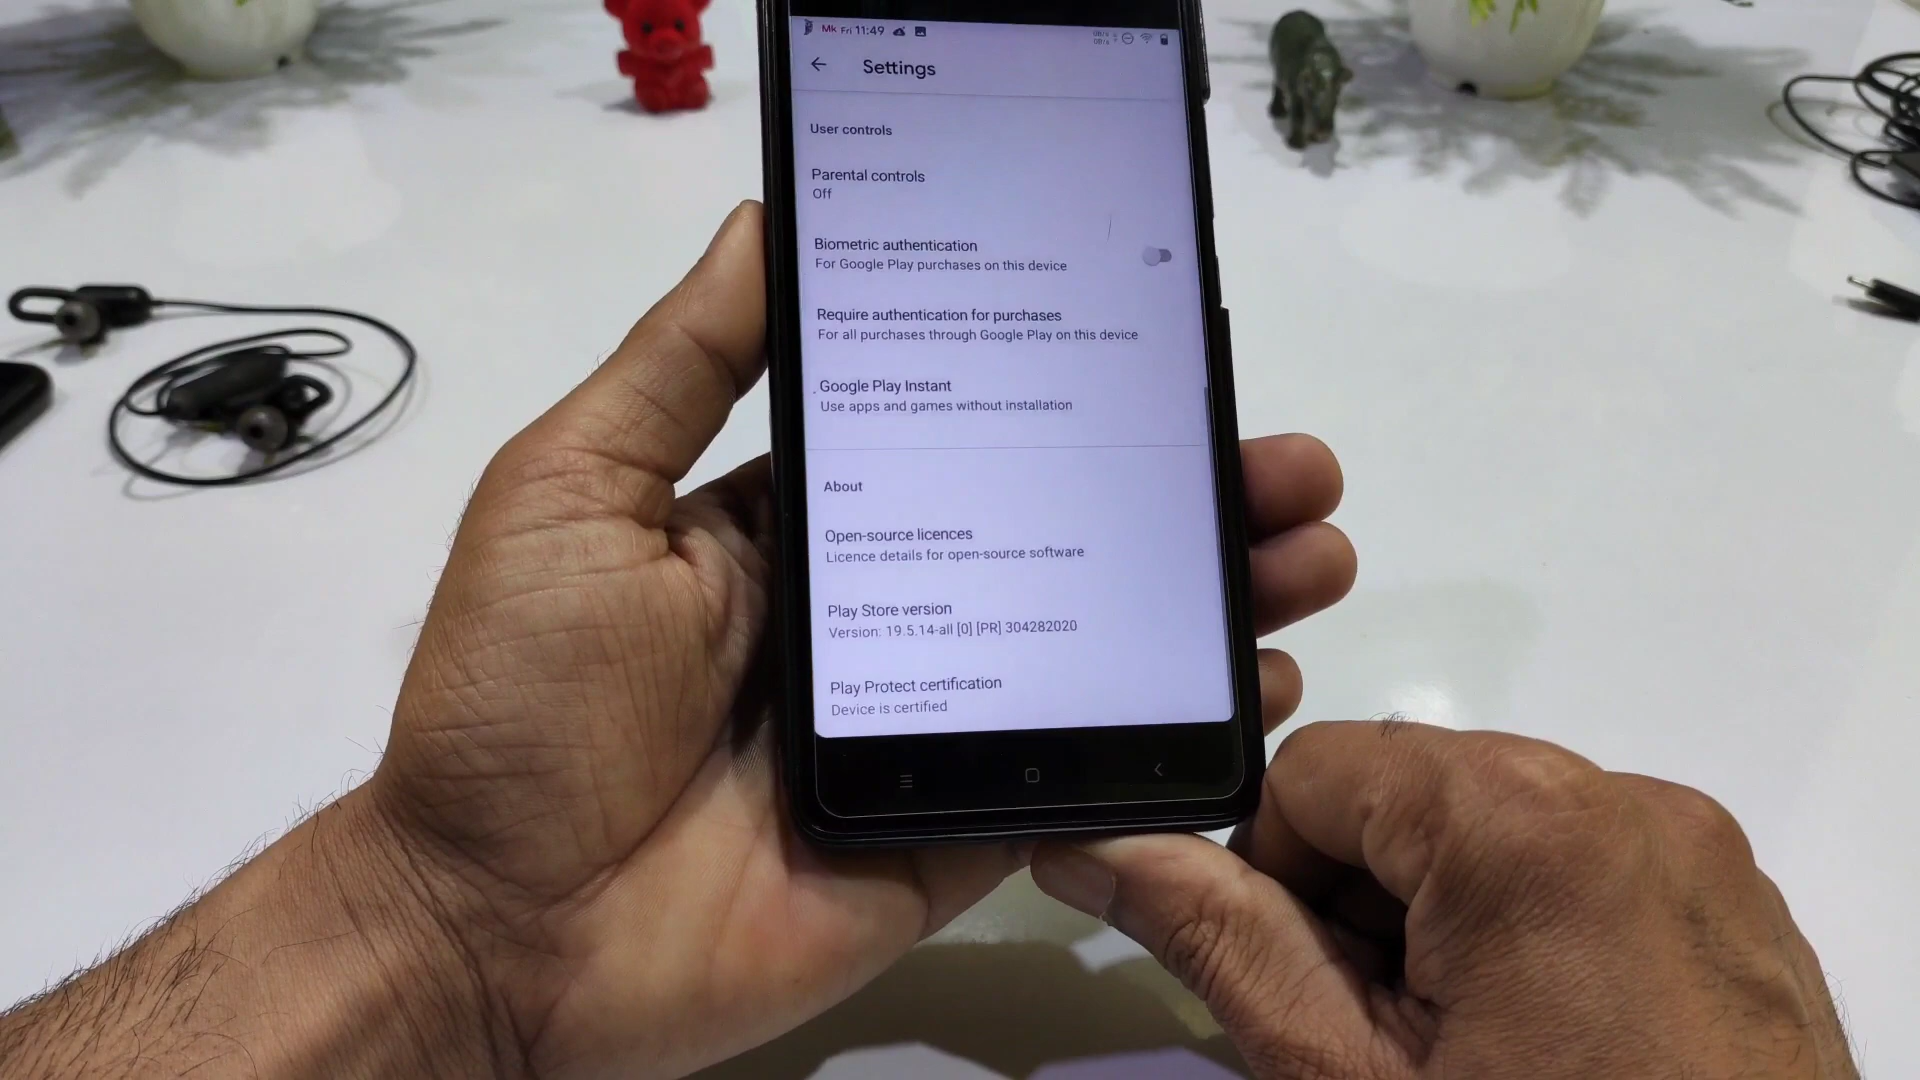 Mk Fri 11:49
Settings
User controls
Parental controls
Off
Biometric authentication
For Google Play purchases on this device
Require authentication for purchases
For all purchases through Google Play on this device
Google Play Instant
Use apps and games without installation
About
Open-source licences
Licence details for open-source software
Play Store version
Version: 19.5.14-all [0] [PR] 304282020
Play Protect certification
Device is certified